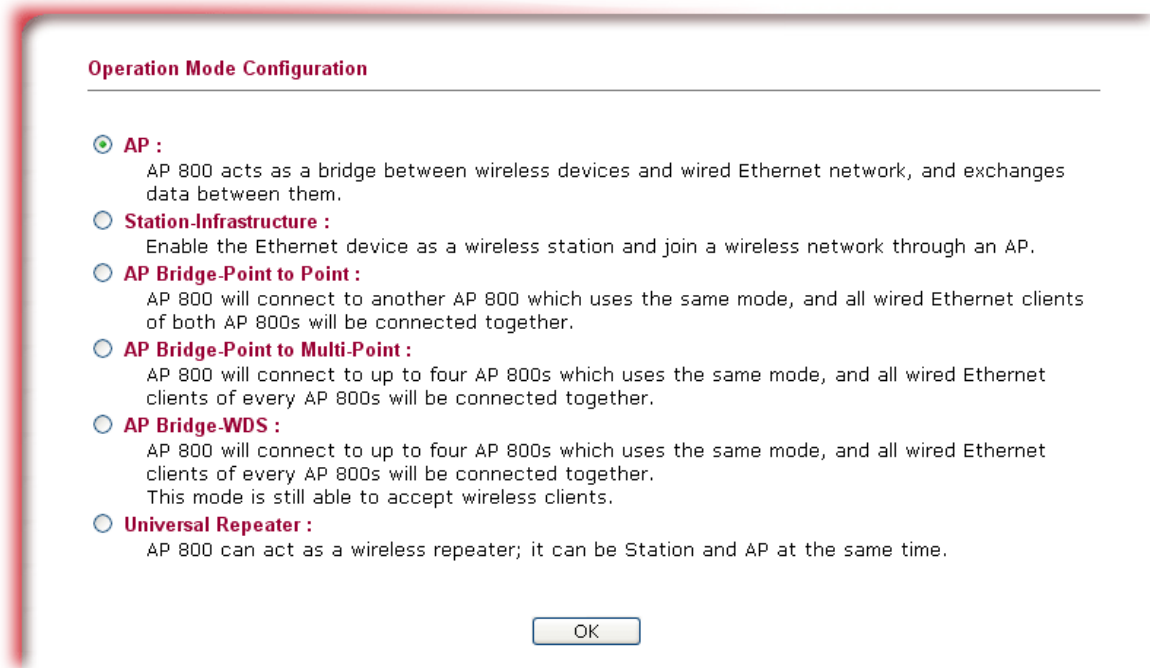 Operation Mode Configuration
AP :
AP 800 acts as a bridge between wireless devices and wired Ethernet network, and exchanges
data between them.
Station-Infrastructure :
Enable the Ethernet device as a wireless station and join a wireless network through an AP.
AP Bridge-Point to Point :
AP 800 will connect to another AP 800 which uses the same mode, and all wired Ethernet clients
of both AP 800s will be connected together.
AP Bridge-Point to Multi-Point :
AP 800 will connect to up to four AP 800s which uses the same mode, and all wired Ethernet
clients of every AP 800s will be connected together.
AP Bridge-WDS :
AP 800 will connect to up to four AP 800s which uses the same mode, and all wired Ethernet
clients of every AP 800s will be connected together.
This mode is still able to accept wireless clients.
Universal Repeater :
AP 800 can act as a wireless repeater; it can be Station and AP at the same time.
OK